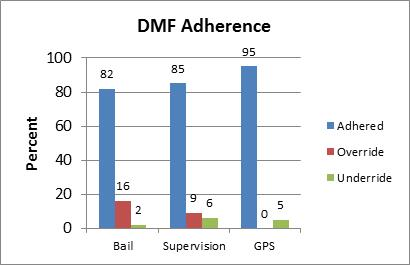 DMF Adherence
Percent
100
80
60
40
20
0
82
16
2
85
9
6
95
0
5
Bail
Supervision
GPS
Adhered
Override
Underride